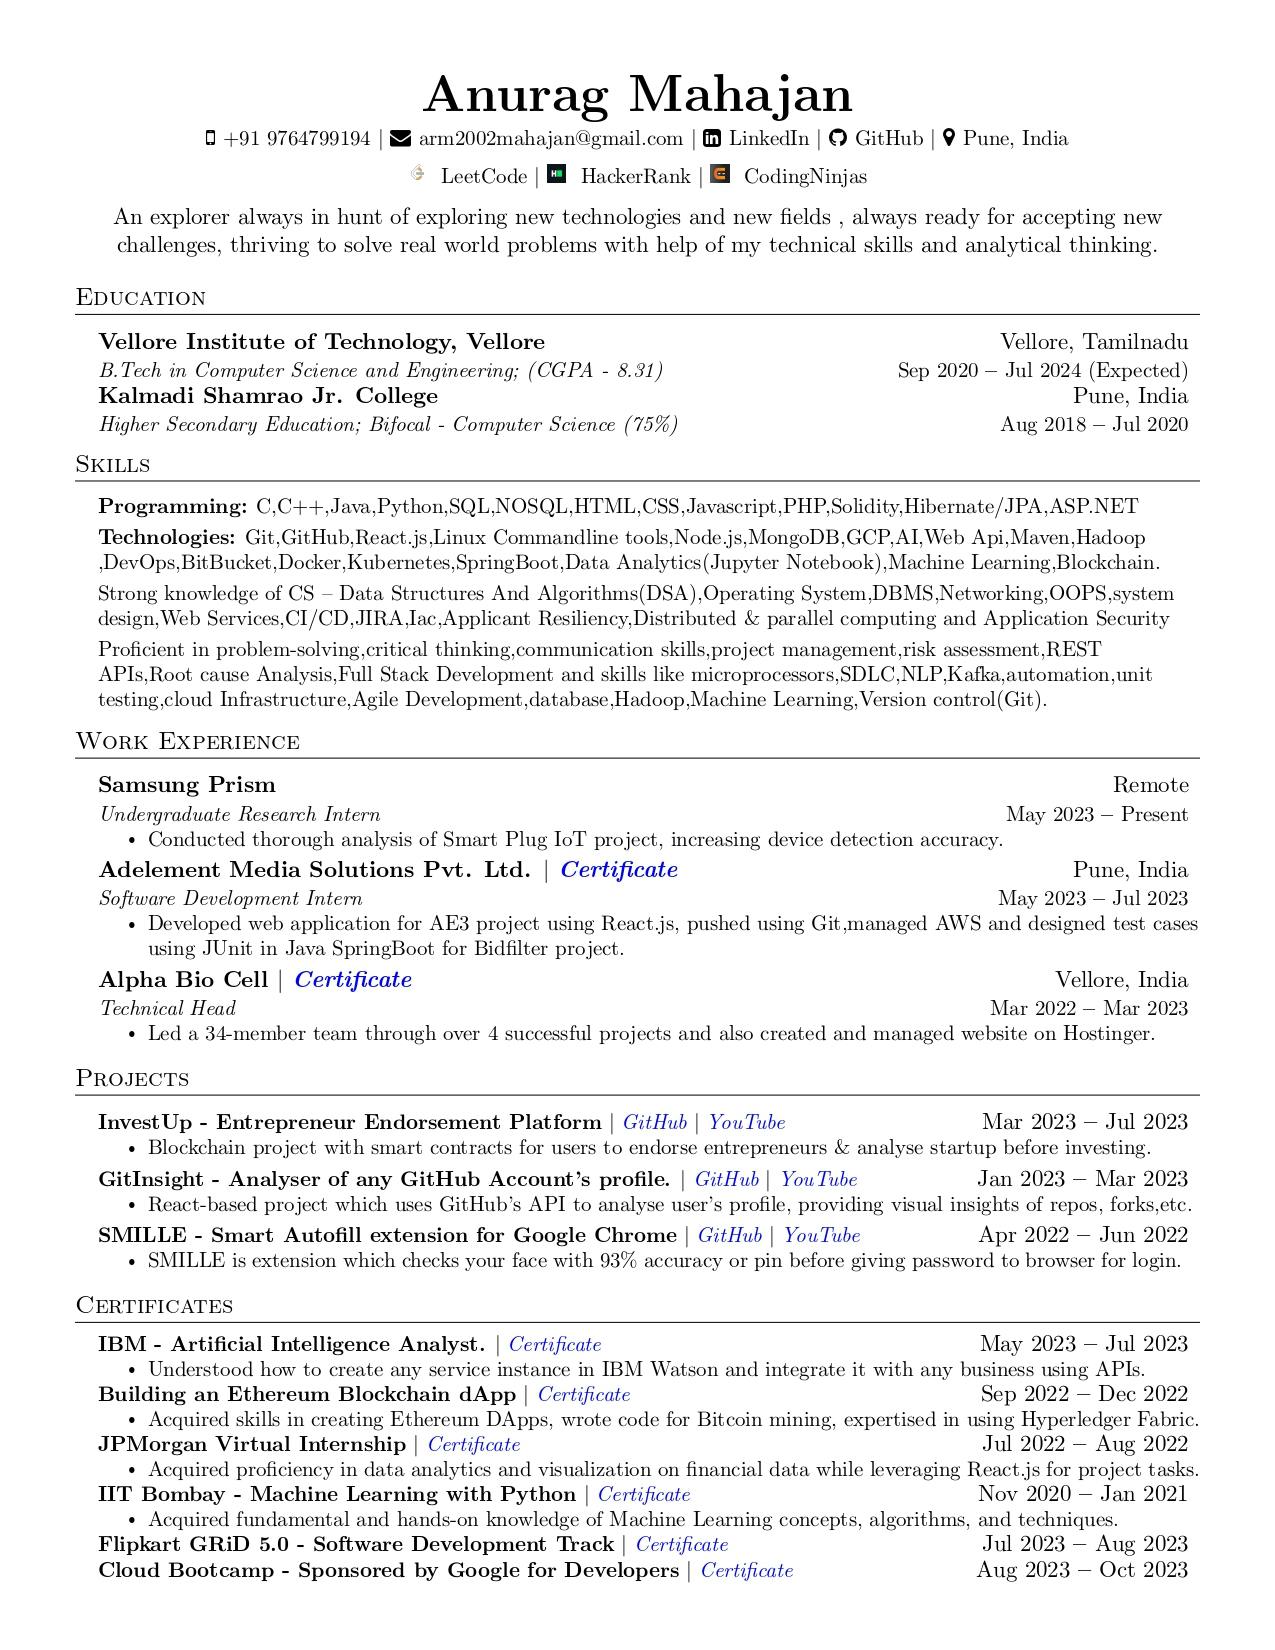 Anurag Mahajan
+91 9764799194 | arm2002mahajan@gmail.com | LinkedIn | GitHub | Pune, India
LeetCode | HackerRank | CodingNinjas
An explorer always in hunt of exploring new technologies and new fields , always ready for accepting new
challenges, thriving to solve real world problems with help of my technical skills and analytical thinking.
Education
Vellore Institute of Technology, Vellore Vellore, Tamilnadu
B.Tech in Computer Science and Engineering; (CGPA - 8.31) Sep 2020 – Jul 2024 (Expected)
Kalmadi Shamrao Jr. College Pune, India
Higher Secondary Education; Bifocal - Computer Science (75%) Aug 2018 – Jul 2020
Skills
Programming: C,C++,Java,Python,SQL,NOSQL,HTML,CSS,Javascript,PHP,Solidity,Hibernate/JPA,ASP.NET
Technologies: Git,GitHub,React.js,Linux Commandline tools,Node.js,MongoDB,GCP,AI,Web Api,Maven,Hadoop
,DevOps,BitBucket,Docker,Kubernetes,SpringBoot,Data Analytics(Jupyter Notebook),Machine Learning,Blockchain.
Strong knowledge of CS – Data Structures And Algorithms(DSA),Operating System,DBMS,Networking,OOPS,system
design,Web Services,CI/CD,JIRA,Iac,Applicant Resiliency,Distributed & parallel computing and Application Security
Proficient in problem-solving,critical thinking,communication skills,project management,risk assessment,REST
APIs,Root cause Analysis,Full Stack Development and skills like microprocessors,SDLC,NLP,Kafka,automation,unit
testing,cloud Infrastructure,Agile Development,database,Hadoop,Machine Learning,Version control(Git).
Work Experience
Samsung Prism Remote
Undergraduate Research Intern May 2023 – Present
• Conducted thorough analysis of Smart Plug IoT project, increasing device detection accuracy.
Adelement Media Solutions Pvt. Ltd. | Certificate Pune, India
Software Development Intern May 2023 – Jul 2023
• Developed web application for AE3 project using React.js, pushed using Git,managed AWS and designed test cases
using JUnit in Java SpringBoot for Bidfilter project.
Alpha Bio Cell | Certificate Vellore, India
Technical Head Mar 2022 – Mar 2023
• Led a 34-member team through over 4 successful projects and also created and managed website on Hostinger.
Projects
InvestUp - Entrepreneur Endorsement Platform | GitHub | YouTube Mar 2023 – Jul 2023
• Blockchain project with smart contracts for users to endorse entrepreneurs & analyse startup before investing.
GitInsight - Analyser of any GitHub Account's profile. | GitHub | YouTube Jan 2023 – Mar 2023
• React-based project which uses GitHub's API to analyse user's profile, providing visual insights of repos, forks,etc.
SMILLE - Smart Autofill extension for Google Chrome | GitHub | YouTube Apr 2022 – Jun 2022
• SMILLE is extension which checks your face with 93% accuracy or pin before giving password to browser for login.
Certificates
IBM - Artificial Intelligence Analyst. | Certificate May 2023 – Jul 2023
• Understood how to create any service instance in IBM Watson and integrate it with any business using APIs.
Building an Ethereum Blockchain dApp | Certificate Sep 2022 – Dec 2022
• Acquired skills in creating Ethereum DApps, wrote code for Bitcoin mining, expertised in using Hyperledger Fabric.
JPMorgan Virtual Internship | Certificate Jul 2022 – Aug 2022
• Acquired proficiency in data analytics and visualization on financial data while leveraging React.js for project tasks.
IIT Bombay - Machine Learning with Python | Certificate Nov 2020 – Jan 2021
• Acquired fundamental and hands-on knowledge of Machine Learning concepts, algorithms, and techniques.
Flipkart GRiD 5.0 - Software Development Track | Certificate Jul 2023 – Aug 2023
Cloud Bootcamp - Sponsored by Google for Developers | Certificate Aug 2023 – Oct 2023